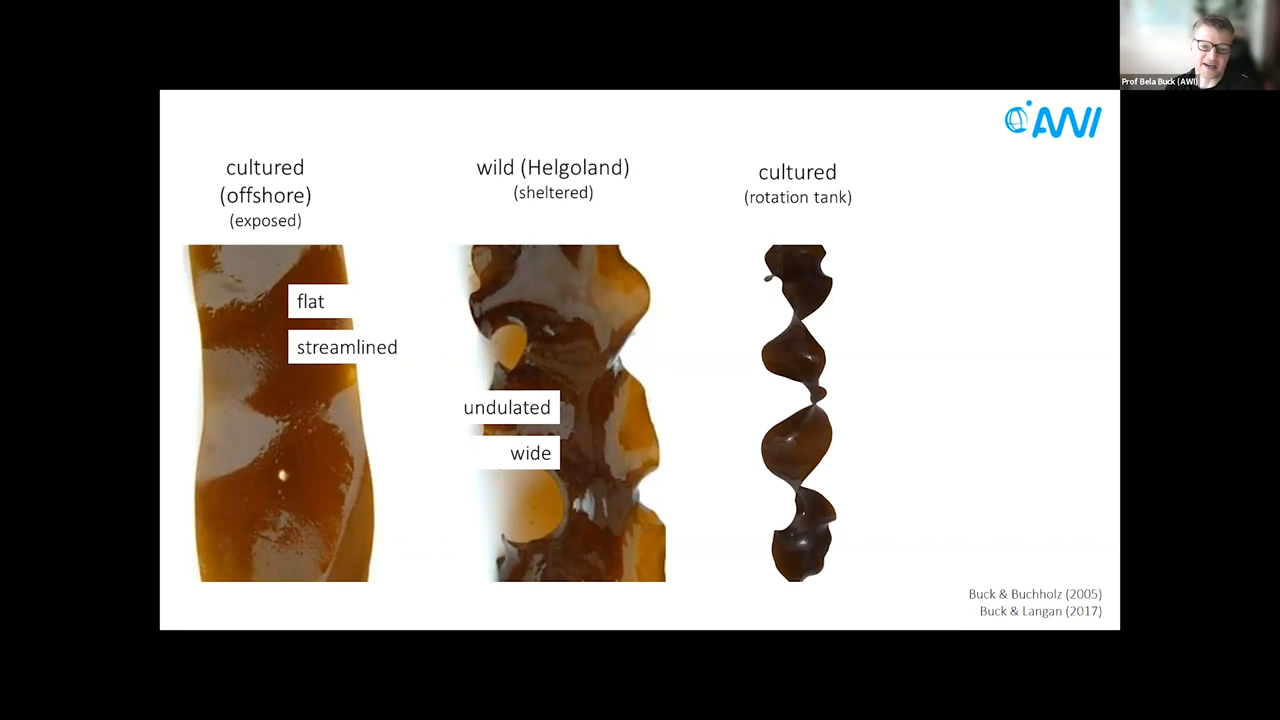 Prof Bela Buck (AWI)
AWI
cultured
(offshore)
(exposed)
wild (Helgoland)
(sheltered)
cultured
(rotation tank)
flat
streamlined
undulated
wide
Buck & Buchholz (2005)
Buck & Langan (2017)